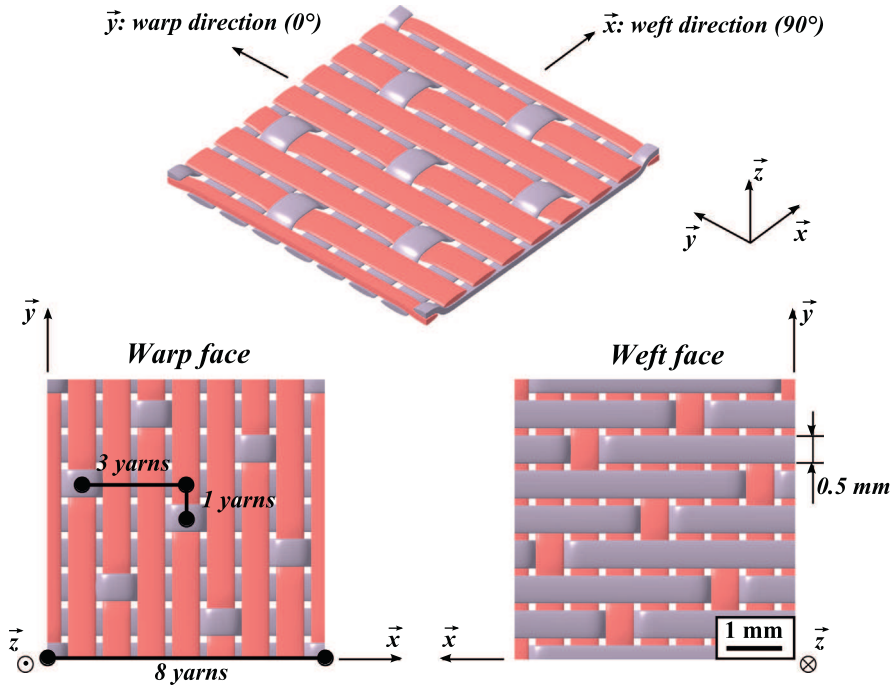 y: warp direction (0°)
x: weft direction (90°)
z
y
x
y
Warp face
Weft face
y
3 yarns
1 yarns
0.5 mm
1 mm
z
x
x
z
8 yarns